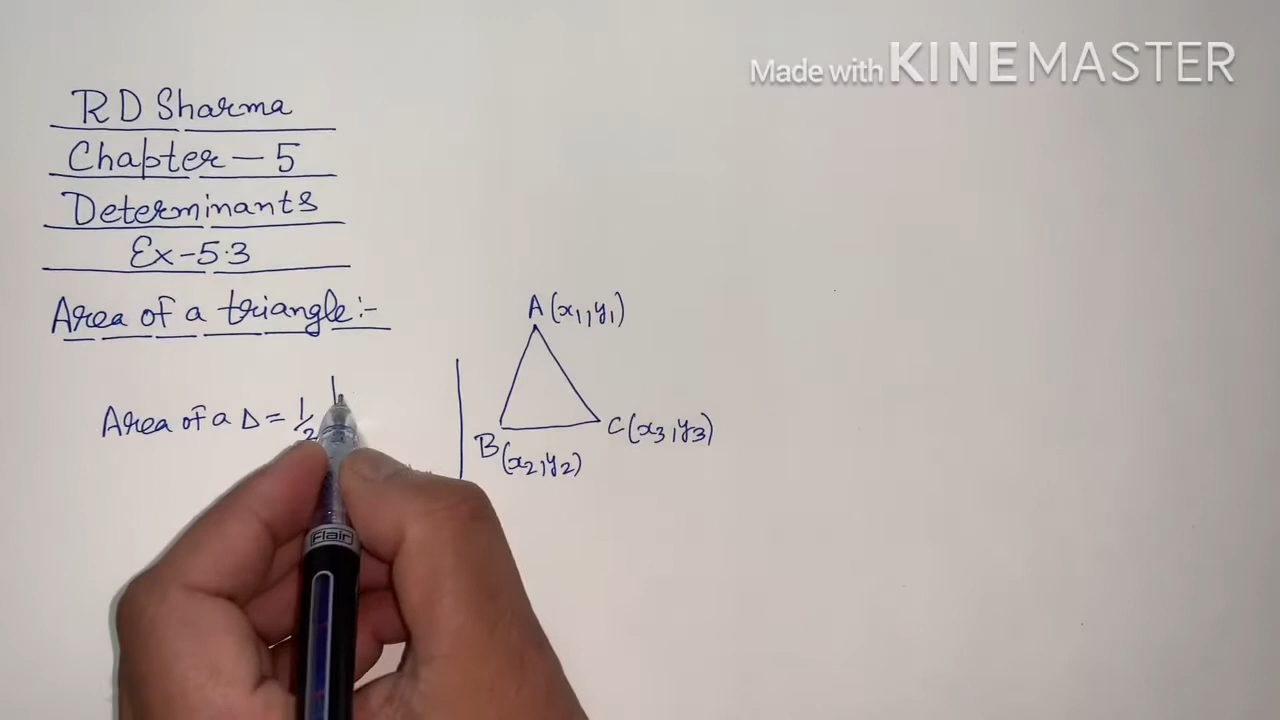 Made with KINEMASTER
RD Sharma
Chapter - 5
Determinants
Ex-5.3
Area of a triangle:-
A(x₁,y₁)
Area of a Δ = 1/2 |
B(x₂,y₂)
C(x₃,y₃)
Flair